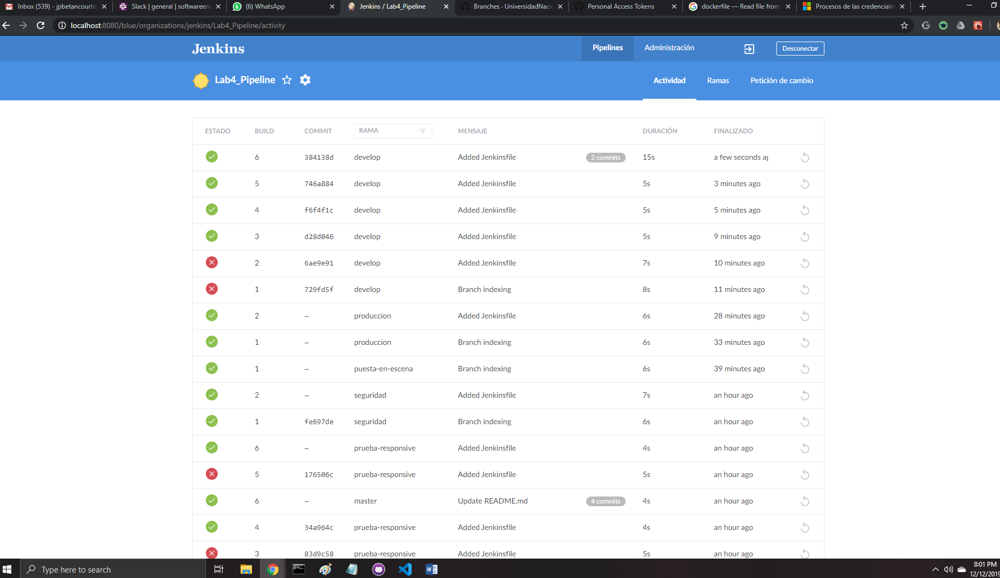 Inbox (539) - jpbetancourtm
Slack | general | softwareeng
(6) WhatsApp
Jenkins / Lab4_Pipeline
Branches · UniversidadNacio
Personal Access Tokens
dockerfile — Read file from
Procesos de las credenciales
localhost:8080/blue/organizations/jenkins/Lab4_Pipeline/activity
Jenkins
Pipelines
Administración
Desconectar
Lab4_Pipeline
Actividad
Ramas
Petición de cambio
ESTADO BUILD COMMIT RAMA MENSAJE DURACIÓN FINALIZADO
6 384138d develop Added Jenkinsfile 2 commits 15s a few seconds ag
5 746a884 develop Added Jenkinsfile 5s 3 minutes ago
4 f6f4f1c develop Added Jenkinsfile 5s 5 minutes ago
3 d28d046 develop Added Jenkinsfile 5s 9 minutes ago
2 6ae9e91 develop Added Jenkinsfile 7s 10 minutes ago
1 729fd5f develop Branch indexing 8s 11 minutes ago
2 – produccion Added Jenkinsfile 6s 28 minutes ago
1 – produccion Branch indexing 6s 33 minutes ago
1 – puesta-en-escena Branch indexing 6s 39 minutes ago
2 – seguridad Added Jenkinsfile 7s an hour ago
1 fe697de seguridad Branch indexing 6s an hour ago
6 – prueba-responsive Added Jenkinsfile 4s an hour ago
5 176506c prueba-responsive Added Jenkinsfile 5s an hour ago
6 – master Update README.md 4 commits 4s an hour ago
4 34a964c prueba-responsive Added Jenkinsfile 4s an hour ago
3 83d9c58 prueba-responsive Added Jenkinsfile 5s an hour ago
Type here to search
8:01 PM
12/12/2019